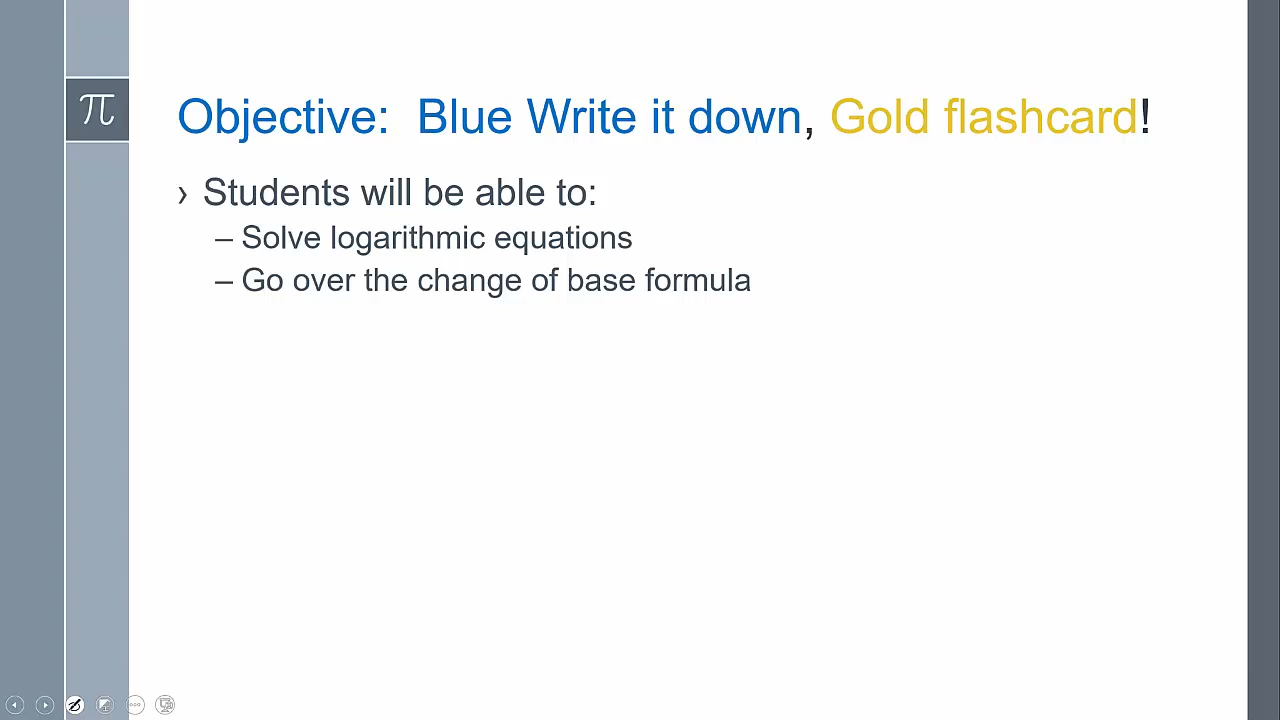 π
Objective: Blue Write it down, Gold flashcard!
› Students will be able to:
– Solve logarithmic equations
– Go over the change of base formula